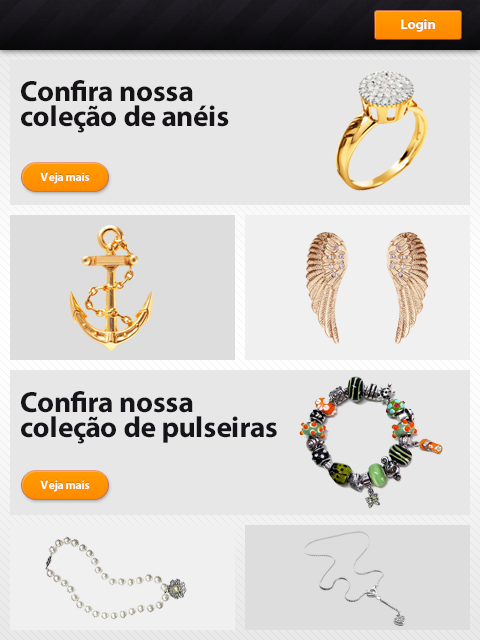 Login
Confira nossa
coleção de anéis
Veja mais
Confira nossa
coleção de pulseiras
Veja mais